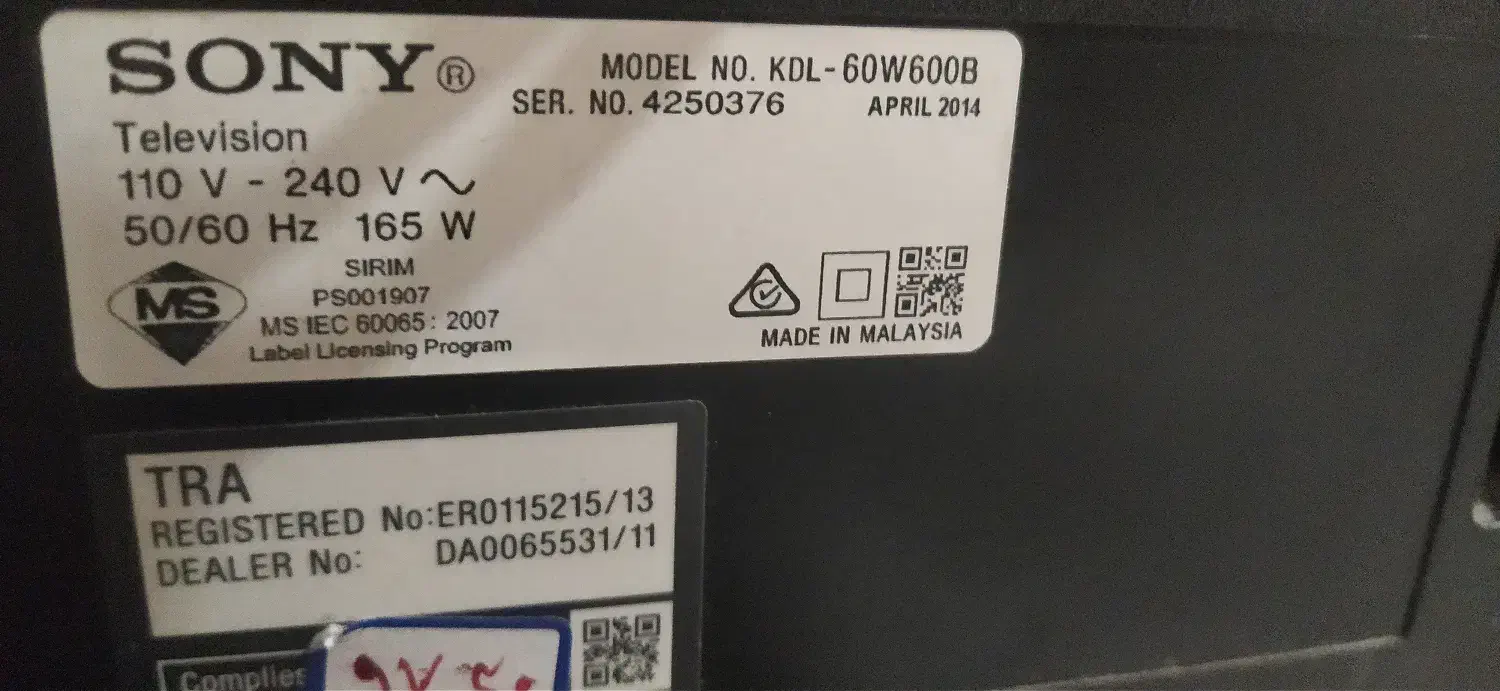 SONY®
MODEL NO. KDL-60W600B
SER. NO. 4250376 APRIL 2014
Television
110 V - 240 V ~
50/60 Hz 165 W
MS
SIRIM
PS001907
MS IEC 60065: 2007
Label Licensing Program
MADE IN MALAYSIA
TRA
REGISTERED No:ER0115215/13
DEALER No: DA0065531/11